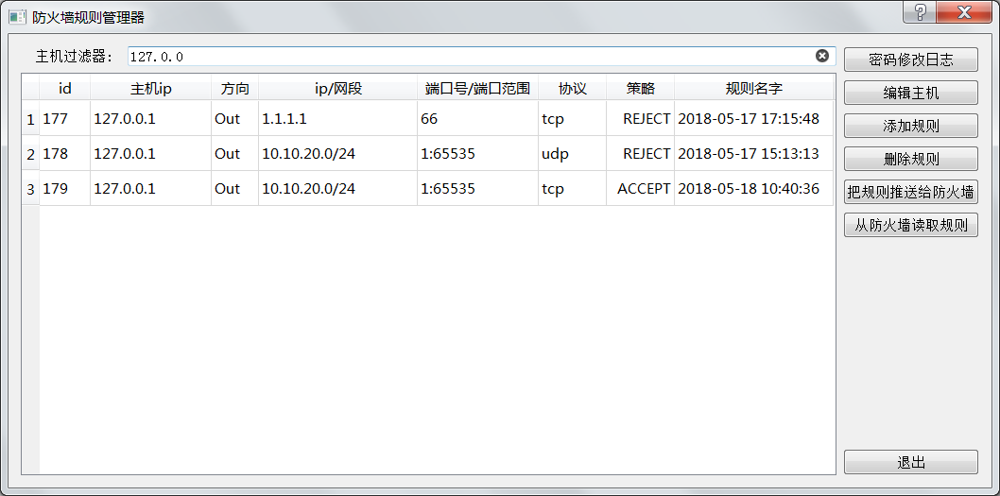 防火墙规则管理器
主机过滤器: 127.0.0
密码修改日志
编辑主机
添加规则
删除规则
把规则推送给防火墙
从防火墙读取规则
id 主机ip 方向 ip/网段 端口号/端口范围 协议 策略 规则名字
1 177 127.0.0.1 Out 1.1.1.1 66 tcp REJECT 2018-05-17 17:15:48
2 178 127.0.0.1 Out 10.10.20.0/24 1:65535 udp REJECT 2018-05-17 15:13:13
3 179 127.0.0.1 Out 10.10.20.0/24 1:65535 tcp ACCEPT 2018-05-18 10:40:36
退出